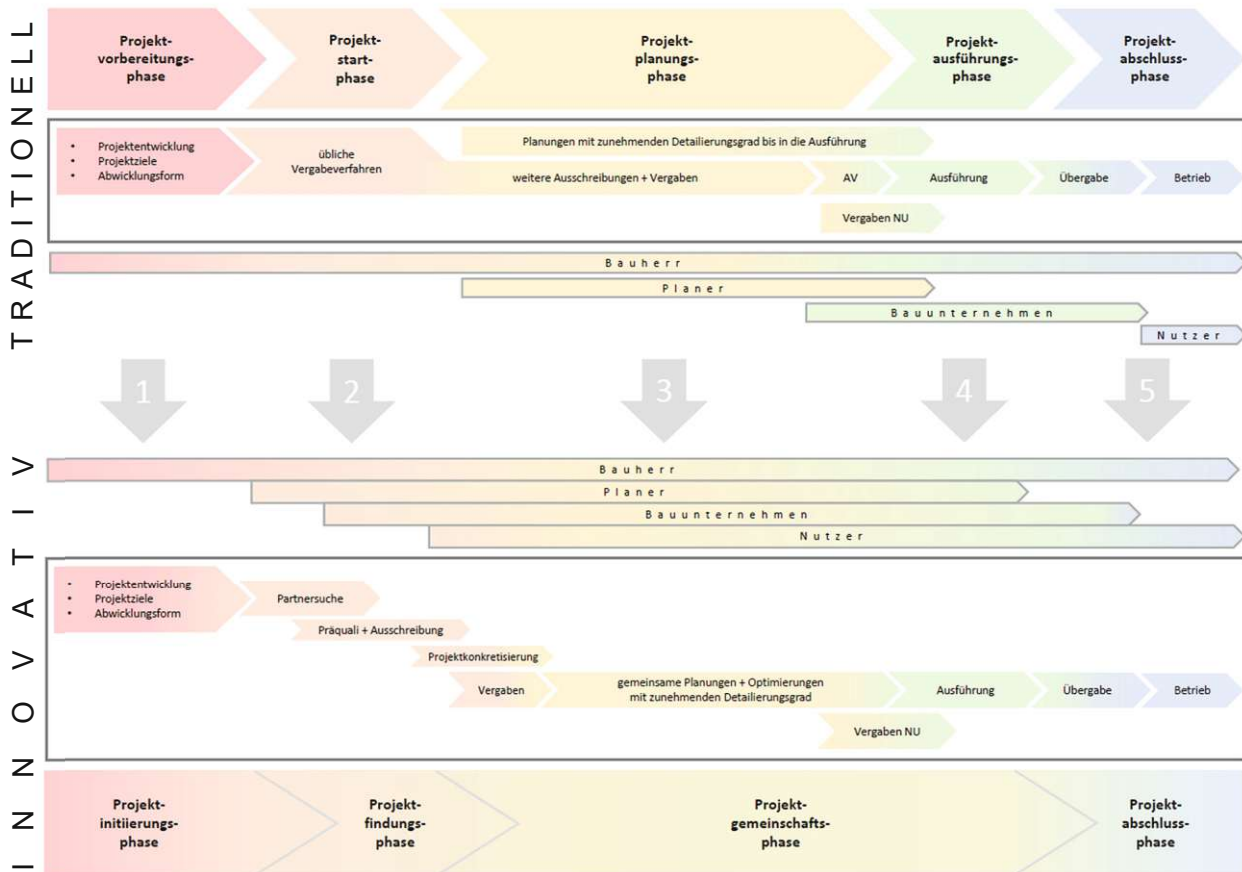 TRADITIONELL
Projekt-
vorbereitungs-
phase
Projekt-
start-
phase
Projekt-
planungs-
phase
Projekt-
ausführungs-
phase
Projekt-
abschluss-
phase
• Projektentwicklung
• Projektziele
• Abwicklungsform
übliche
Vergabeverfahren
Planungen mit zunehmenden Detailierungsgrad bis in die Ausführung
weitere Ausschreibungen + Vergaben
AV
Ausführung
Übergabe
Betrieb
Vergaben NU
Bauherr
Planer
Bauunternehmen
Nutzer
1
2
3
4
5
INNOVATIV
Bauherr
Planer
Bauunternehmen
Nutzer
• Projektentwicklung
• Projektziele
• Abwicklungsform
Partnersuche
Präquali + Ausschreibung
Projektkonkretisierung
Vergaben
gemeinsame Planungen + Optimierungen
mit zunehmenden Detailierungsgrad
Ausführung
Übergabe
Betrieb
Vergaben NU
Projekt-
initiierungs-
phase
Projekt-
findungs-
phase
Projekt-
gemeinschafts-
phase
Projekt-
abschluss-
phase